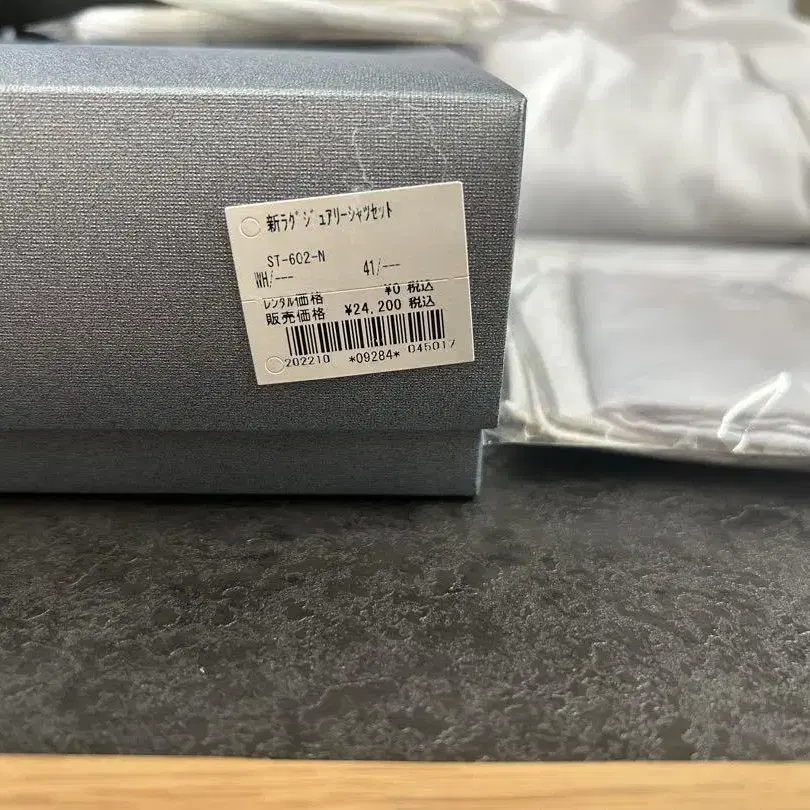 新ラグジュアリーシャツセット
ST-602-N
WH/--- 41/---
レンタル価格 ¥0 税込
販売価格 ¥24,200 税込
202210 *09284* 045017